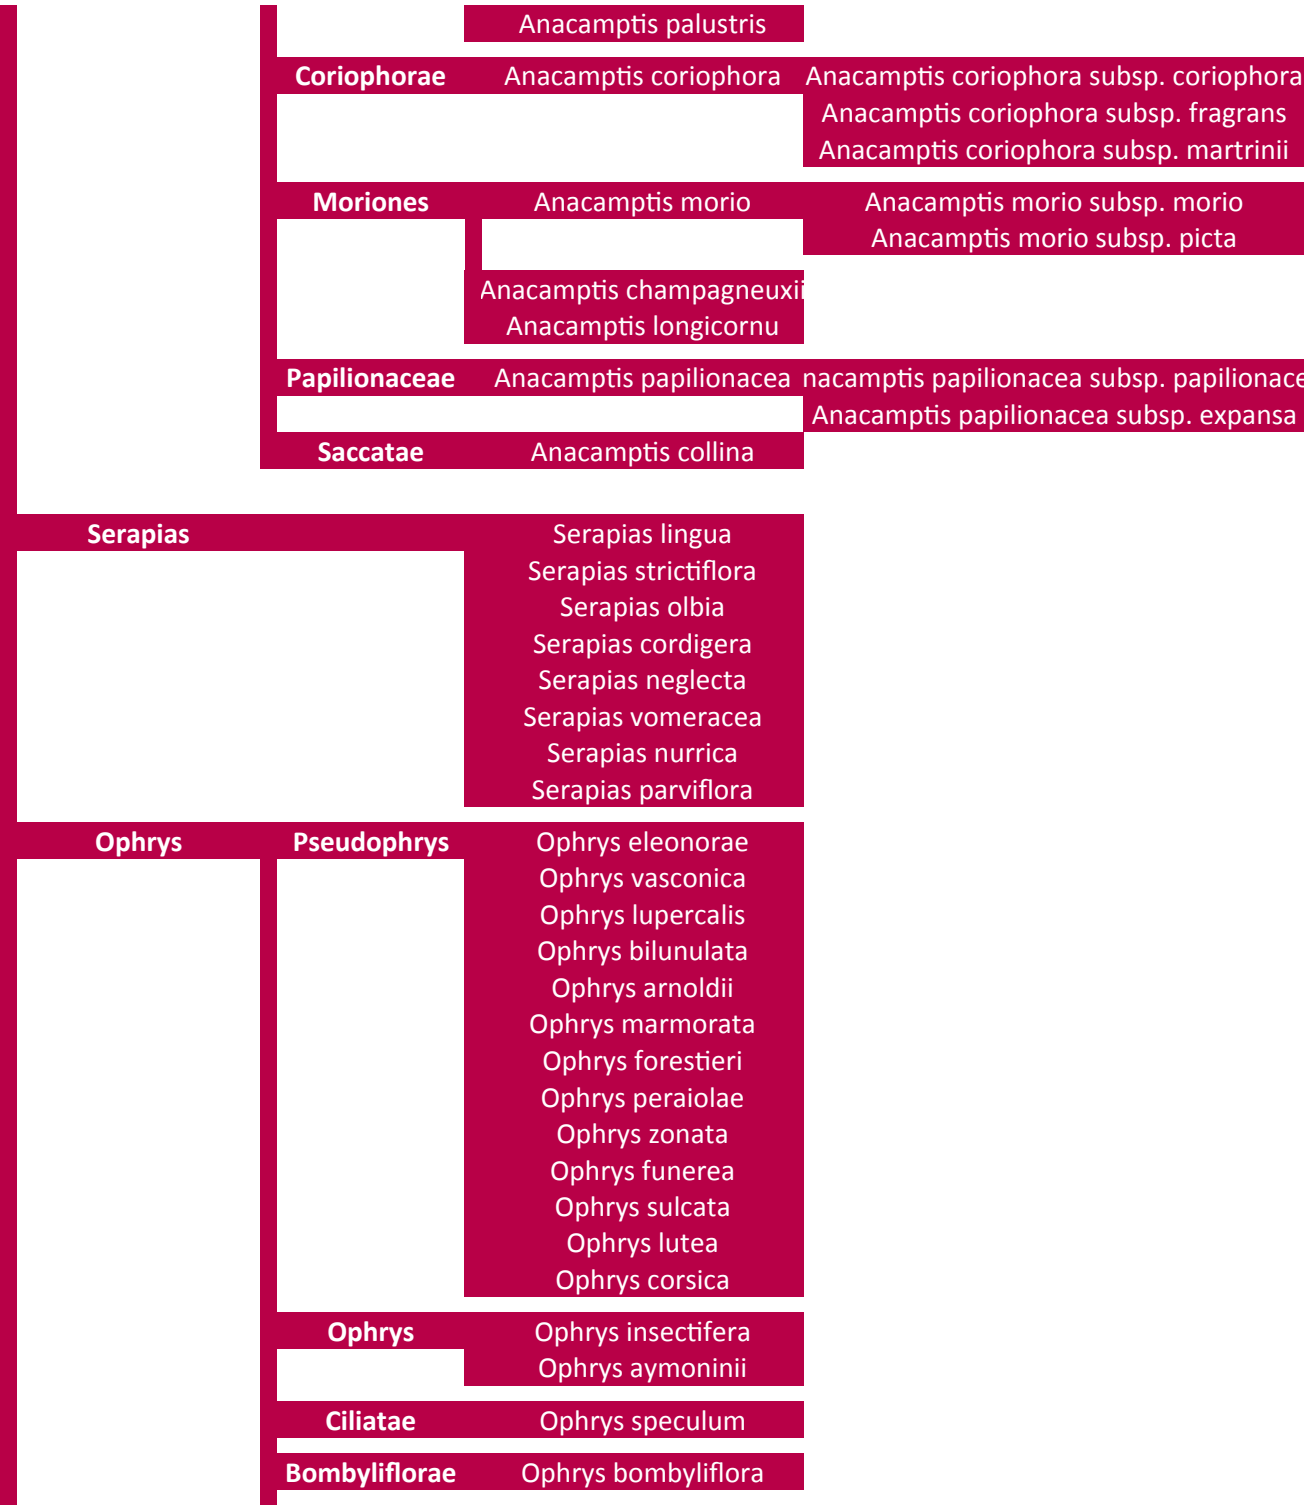 Anacamptis palustris
Coriophorae Anacamptis coriophora Anacamptis coriophora subsp. coriophora
Anacamptis coriophora subsp. fragrans
Anacamptis coriophora subsp. martrinii
Moriones Anacamptis morio Anacamptis morio subsp. morio
Anacamptis morio subsp. picta
Anacamptis champagneuxii
Anacamptis longicornu
Papilionaceae Anacamptis papilionacea nacamptis papilionacea subsp. papilionace
Anacamptis papilionacea subsp. expansa
Saccatae Anacamptis collina
Serapias Serapias lingua
Serapias strictiflora
Serapias olbia
Serapias cordigera
Serapias neglecta
Serapias vomeracea
Serapias nurrica
Serapias parviflora
Ophrys Pseudophrys Ophrys eleonorae
Ophrys vasconica
Ophrys lupercalis
Ophrys bilunulata
Ophrys arnoldii
Ophrys marmorata
Ophrys forestieri
Ophrys peraiolae
Ophrys zonata
Ophrys funerea
Ophrys sulcata
Ophrys lutea
Ophrys corsica
Ophrys Ophrys insectifera
Ophrys aymoninii
Ciliatae Ophrys speculum
Bombyliflorae Ophrys bombyliflora